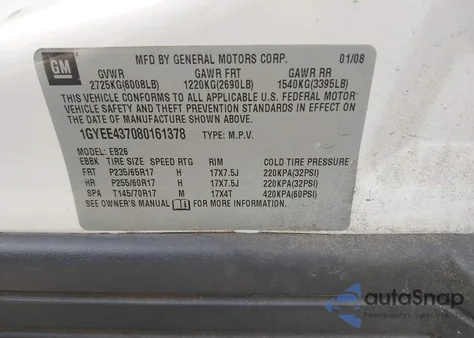 GM
MFD BY GENERAL MOTORS CORP. 01/08
GVWR GAWR FRT GAWR RR
2725KG(6008LB) 1220KG(2690LB) 1540KG(3395LB)
THIS VEHICLE CONFORMS TO ALL APPLICABLE U.S. FEDERAL MOTOR
VEHICLE SAFETY AND THEFT PREVENTION STANDARDS IN EFFECT ON
THE DATE OF MANUFACTURE SHOWN ABOVE.
1GYEE437080161378 TYPE: M.P.V.
MODEL: EB26
EBBK TIRE SIZE SPEED RTG RIM COLD TIRE PRESSURE
FRT P235/65R17 H 17X7.5J 220KPA(32PSI)
RR P255/60R17 H 17X7.5J 220KPA(32PSI)
SPA T145/70R17 M 17X4T 420KPA(60PSI)
SEE OWNER'S MANUAL FOR MORE INFORMATION.
autoSnap